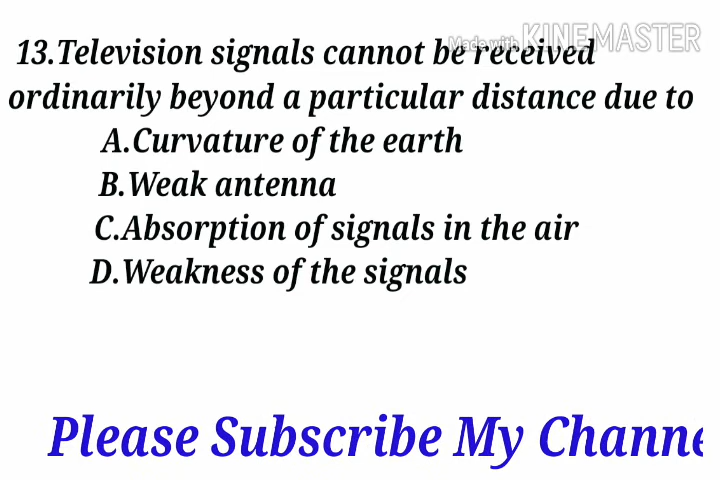 Made with KINEMASTER
13.Television signals cannot be received
ordinarily beyond a particular distance due to
A.Curvature of the earth
B.Weak antenna
C.Absorption of signals in the air
D.Weakness of the signals
Please Subscribe My Channe